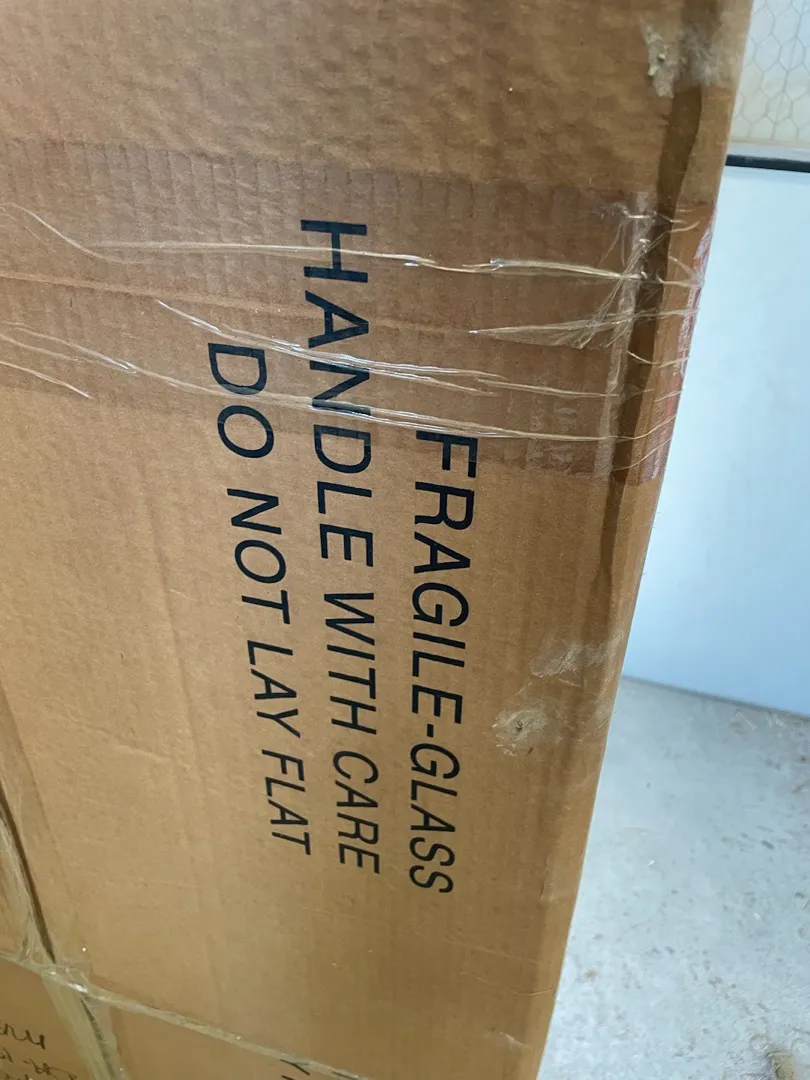 FRAGILE-GLASS
HANDLE WITH CARE
DO NOT LAY FLAT